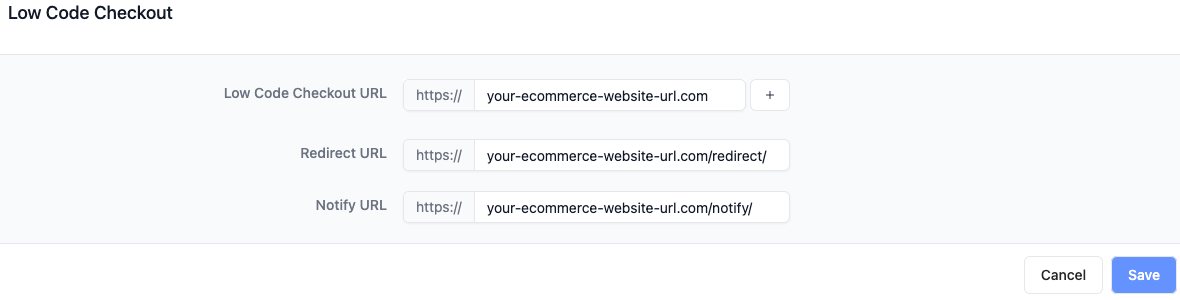 Low Code Checkout
Low Code Checkout URL https:// your-ecommerce-website-url.com +
Redirect URL https:// your-ecommerce-website-url.com/redirect/
Notify URL https:// your-ecommerce-website-url.com/notify/
Cancel Save